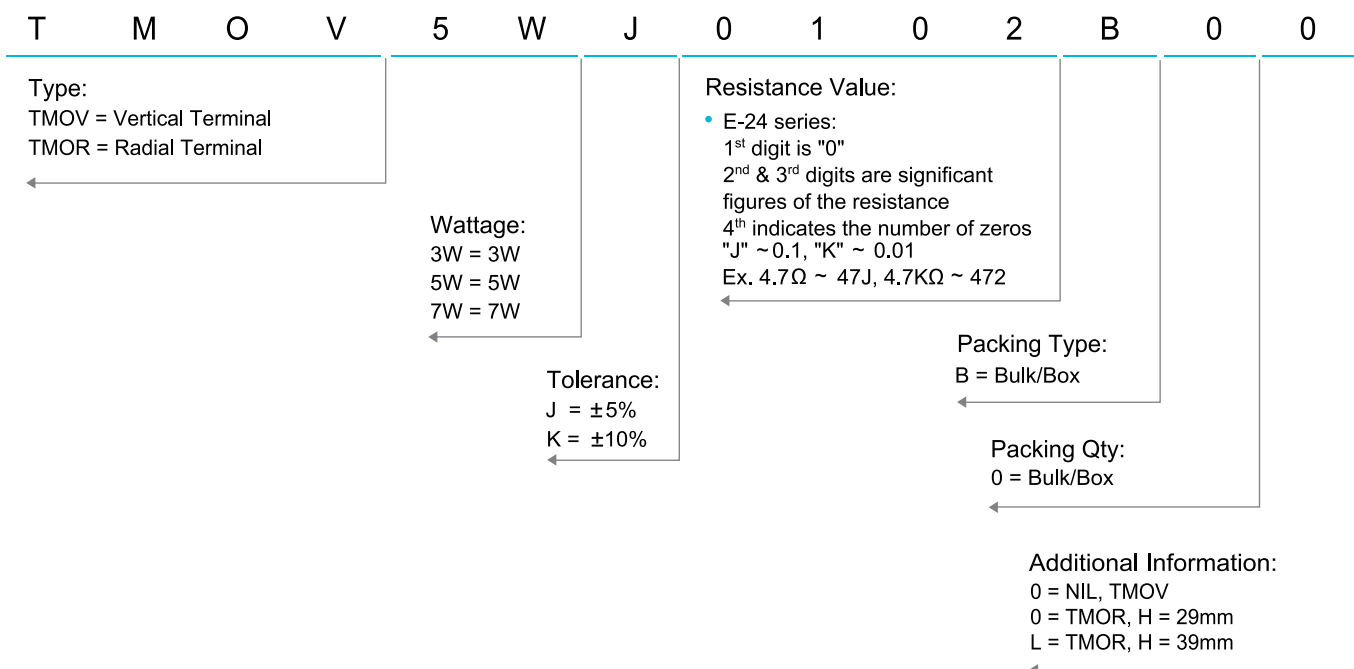 T M O V 5 W J 0 1 0 2 B 0 0
Type:
TMOV = Vertical Terminal
TMOR = Radial Terminal
Wattage:
3W = 3W
5W = 5W
7W = 7W
Tolerance:
J = ±5%
K = ±10%
Resistance Value:
• E-24 series:
1st digit is "0"
2nd & 3rd digits are significant
figures of the resistance
4th indicates the number of zeros
"J" ~0.1, "K" ~ 0.01
Ex. 4.7Ω ~ 47J, 4.7KΩ ~ 472
Packing Type:
B = Bulk/Box
Packing Qty:
0 = Bulk/Box
Additional Information:
0 = NIL, TMOV
0 = TMOR, H = 29mm
L = TMOR, H = 39mm